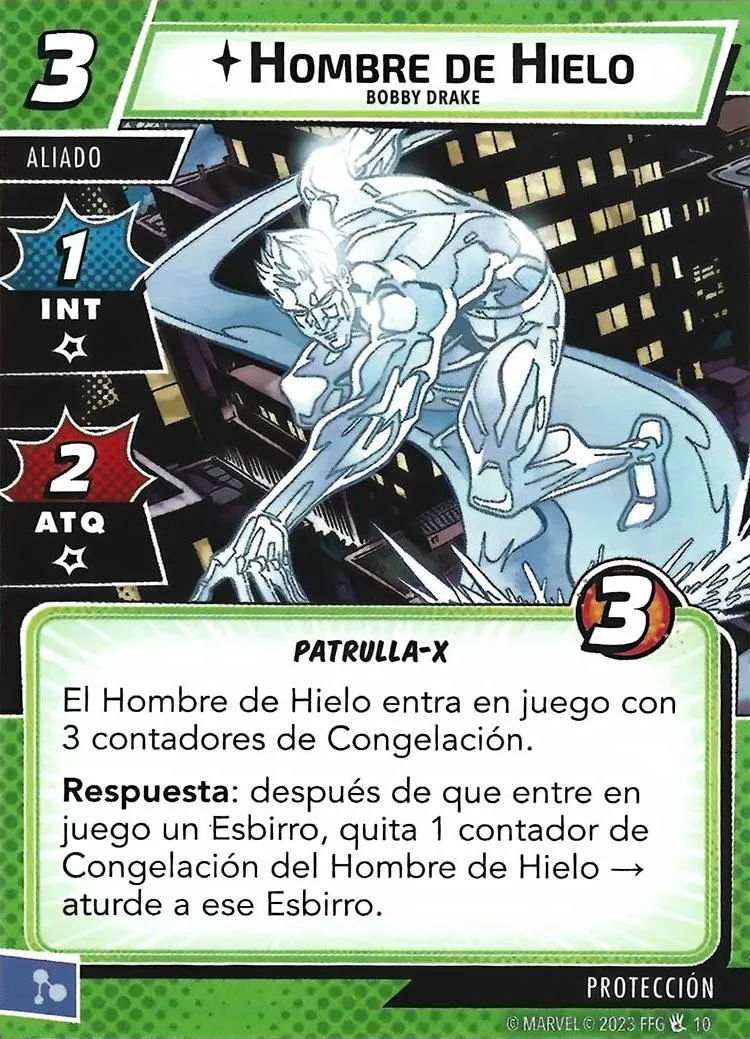 3
HOMBRE DE HIELO
BOBBY DRAKE
ALIADO
1
INT
2
ATQ
3
PATRULLA-X
El Hombre de Hielo entra en juego con
3 contadores de Congelación.
Respuesta: después de que entre en
juego un Esbirro, quita 1 contador de
Congelación del Hombre de Hielo →
aturde a ese Esbirro.
PROTECCIÓN
© MARVEL © 2023 FFG 10